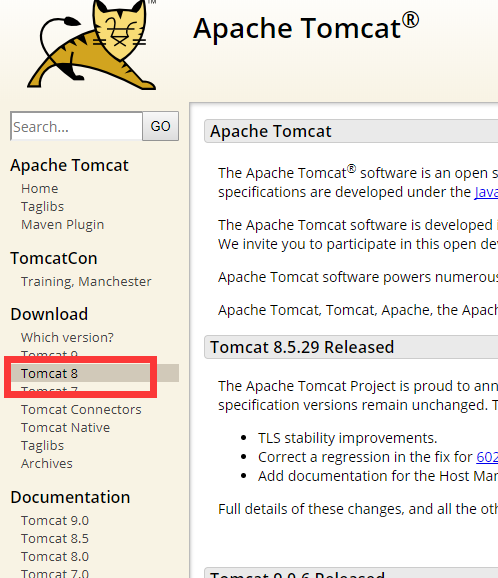 Apache Tomcat®
TM
Search...
GO
Apache Tomcat
Home
Taglibs
Maven Plugin
TomcatCon
Training, Manchester
Download
Which version?
Tomcat 9
Tomcat 8
Tomcat 7
Tomcat Connectors
Tomcat Native
Taglibs
Archives
Documentation
Tomcat 9.0
Tomcat 8.5
Tomcat 8.0
Tomcat 7.0
Apache Tomcat
The Apache Tomcat® software is an open s
specifications are developed under the Java
The Apache Tomcat software is developed i
We invite you to participate in this open de
Apache Tomcat software powers numerous
Apache Tomcat, Tomcat, Apache, the Apach
Tomcat 8.5.29 Released
The Apache Tomcat Project is proud to ann
specification versions remain unchanged. T
• TLS stability improvements.
• Correct a regression in the fix for 602
• Add documentation for the Host Man
Full details of these changes, and all the oth
Tomcat 9.0.6 Released